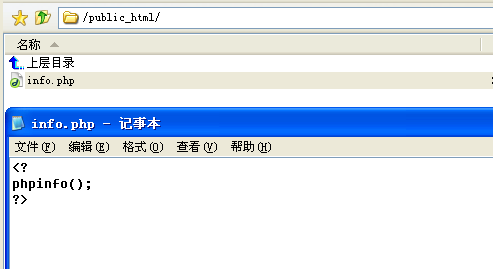 /public_html/
名称
上层目录
info.php
info.php - 记事本
文件(F) 编辑(E) 格式(O) 查看(V) 帮助(H)
<?
phpinfo();
?>